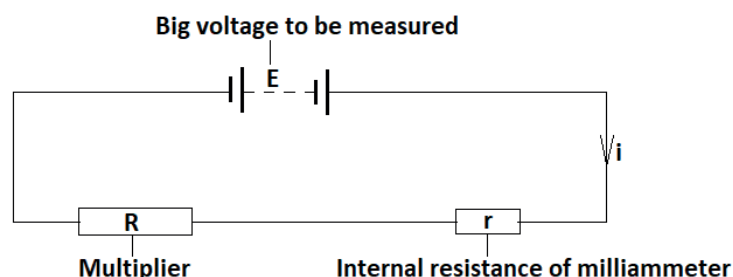 Big voltage to be measured
E
i
R
r
Multiplier
Internal resistance of milliammeter